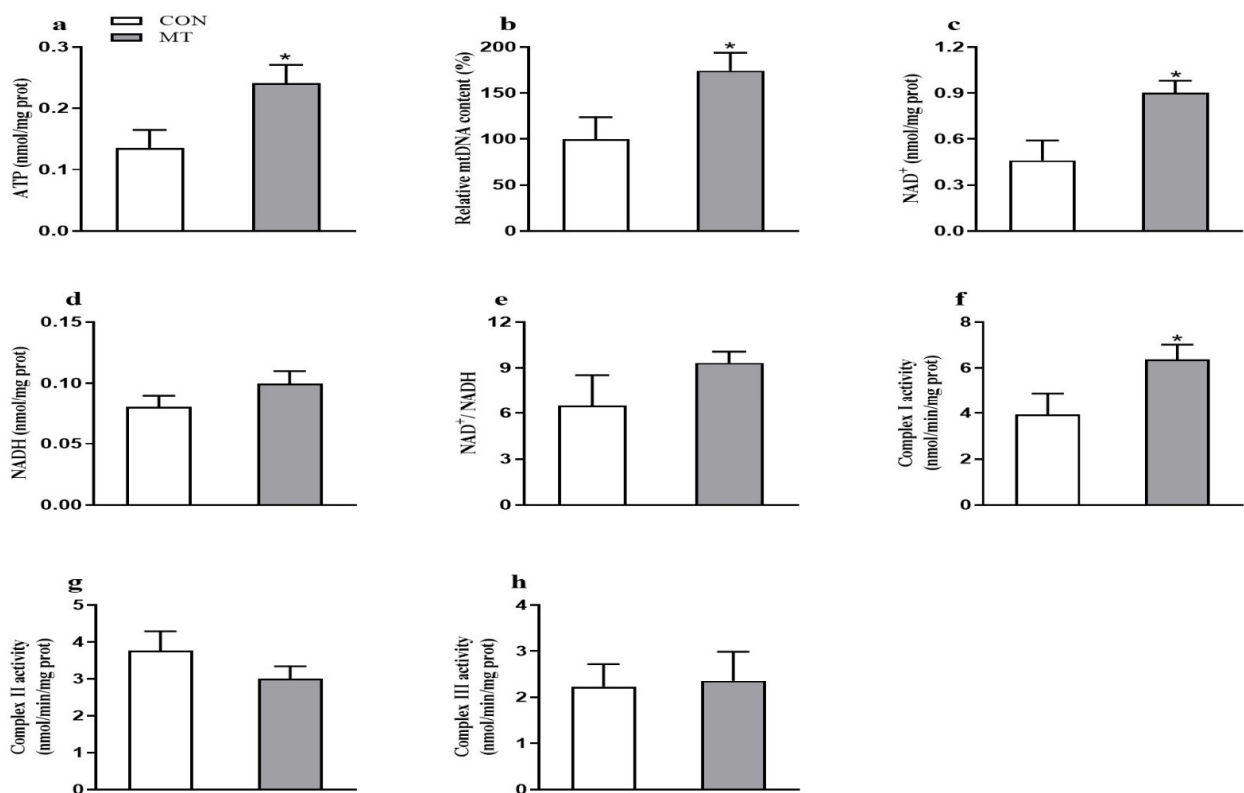 a
CON
MT
ATP (nmol/mg prot)
0.3
0.2
0.1
0.0
*
b
Relative mtDNA content (%)
200
150
100
50
0
*
c
NAD+ (nmol/mg prot)
1.2
0.9
0.6
0.3
0.0
*
d
NADH (nmol/mg prot)
0.15
0.10
0.05
0.00
e
NAD+/NADH
12
9
6
3
0
f
Complex I activity
(nmol/min/mg prot)
8
6
4
2
0
*
g
Complex II activity
(nmol/min/mg prot)
5
4
3
2
1
0
h
Complex III activity
(nmol/min/mg prot)
4
3
2
1
0